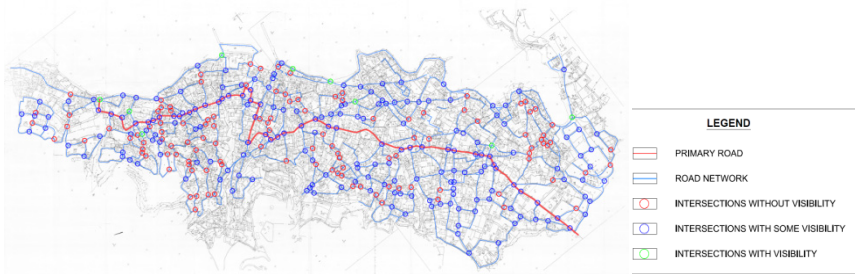 LEGEND
PRIMARY ROAD
ROAD NETWORK
INTERSECTIONS WITHOUT VISIBILITY
INTERSECTIONS WITH SOME VISIBILITY
INTERSECTIONS WITH VISIBILITY